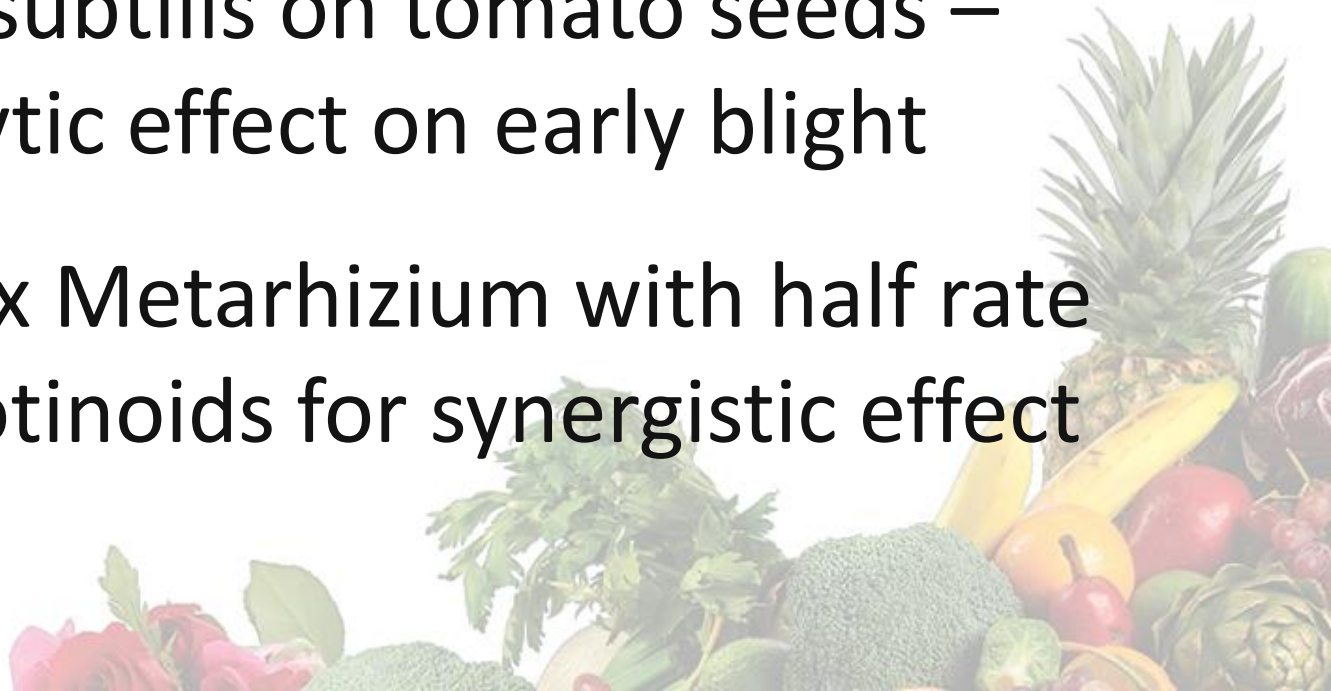 subtilis on tomato seeds –
ytic effect on early blight
x Metarhizium with half rate
otinoids for synergistic effect